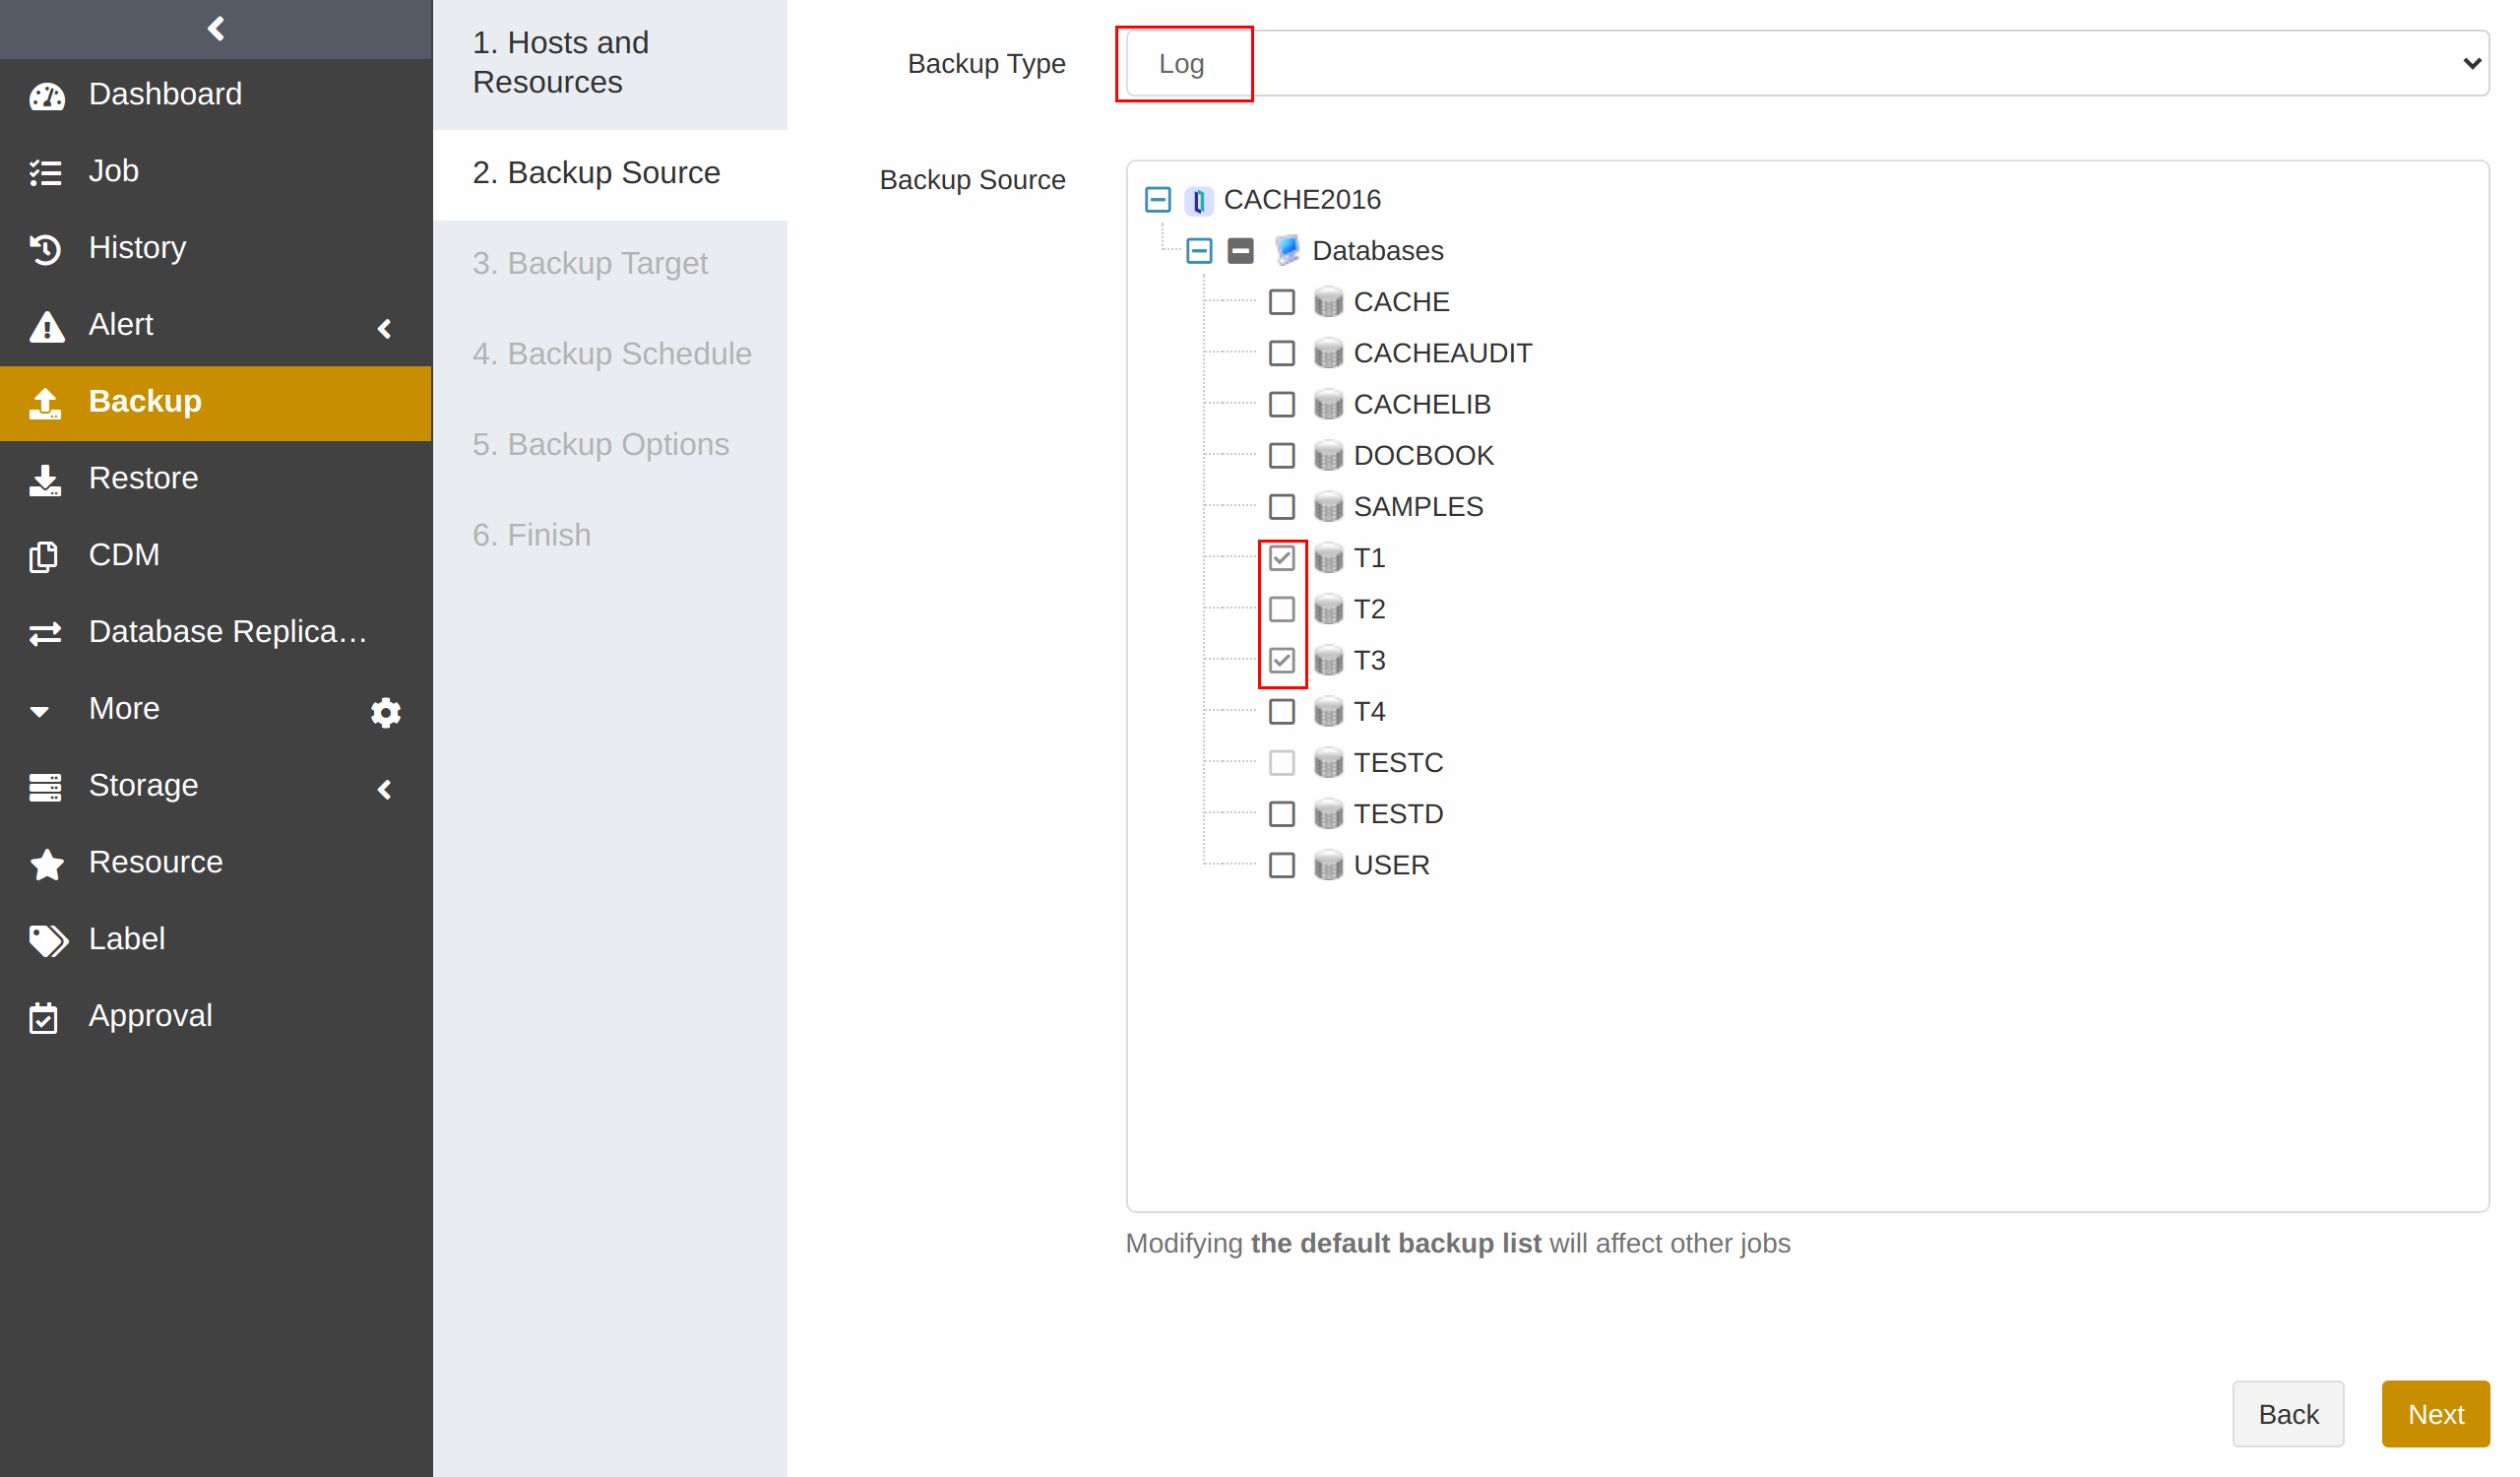 Dashboard
Job
History
Alert
Backup
Restore
CDM
Database Replica…
More
Storage
Resource
Label
Approval
1. Hosts and
Resources
2. Backup Source
3. Backup Target
4. Backup Schedule
5. Backup Options
6. Finish
Backup Type
Log
Backup Source
CACHE2016
Databases
CACHE
CACHEAUDIT
CACHELIB
DOCBOOK
SAMPLES
T1
T2
T3
T4
TESTC
TESTD
USER
Modifying the default backup list will affect other jobs
Back
Next